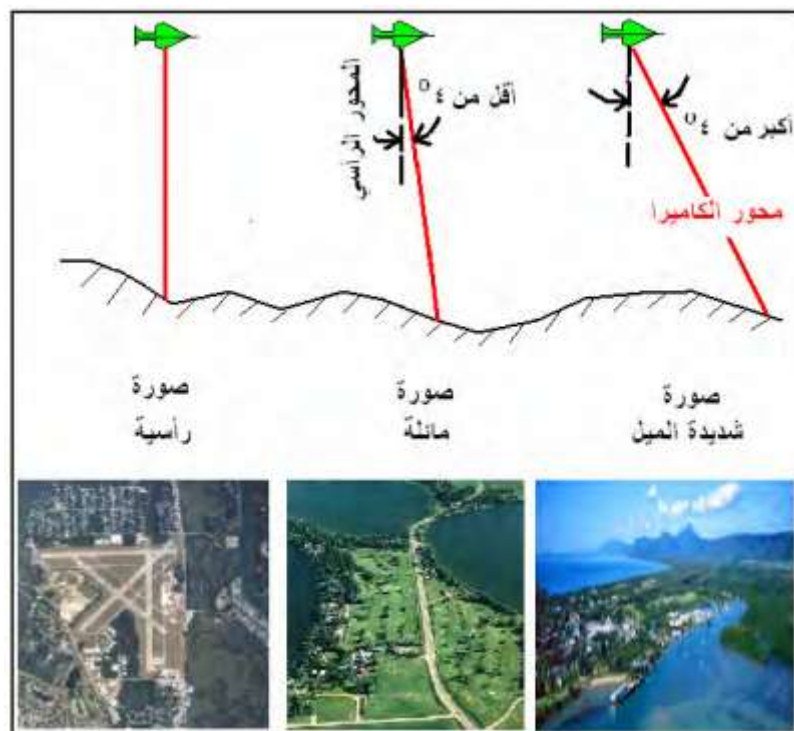 أقل من ٤°
المحور الرأسي
أكبر من ٤°
محور الكاميرا
صورة
رأسية
صورة
مائلة
صورة
شديدة الميل